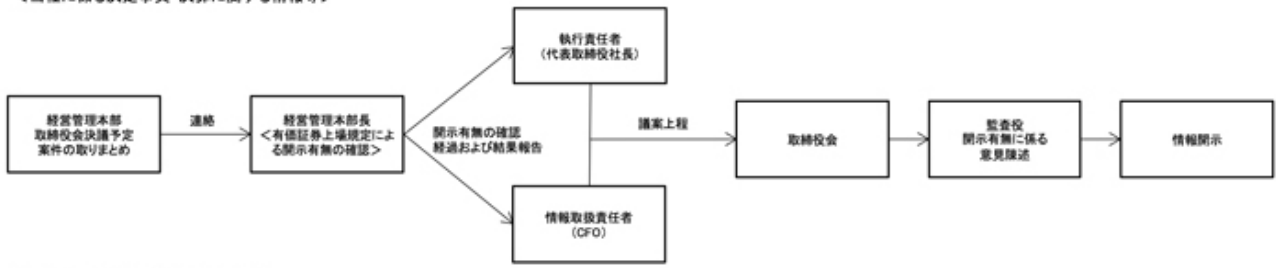 経営管理本部
取締役会決議予定
案件の取りまとめ
連絡
経営管理本部長
<有価証券上場規定によ
る開示有無の確認>
執行責任者
(代表取締役社長)
開示有無の確認
経過および結果報告
情報取扱責任者
(CFO)
議案上程
取締役会
監査役
開示有無に係る
意見陳述
情報開示